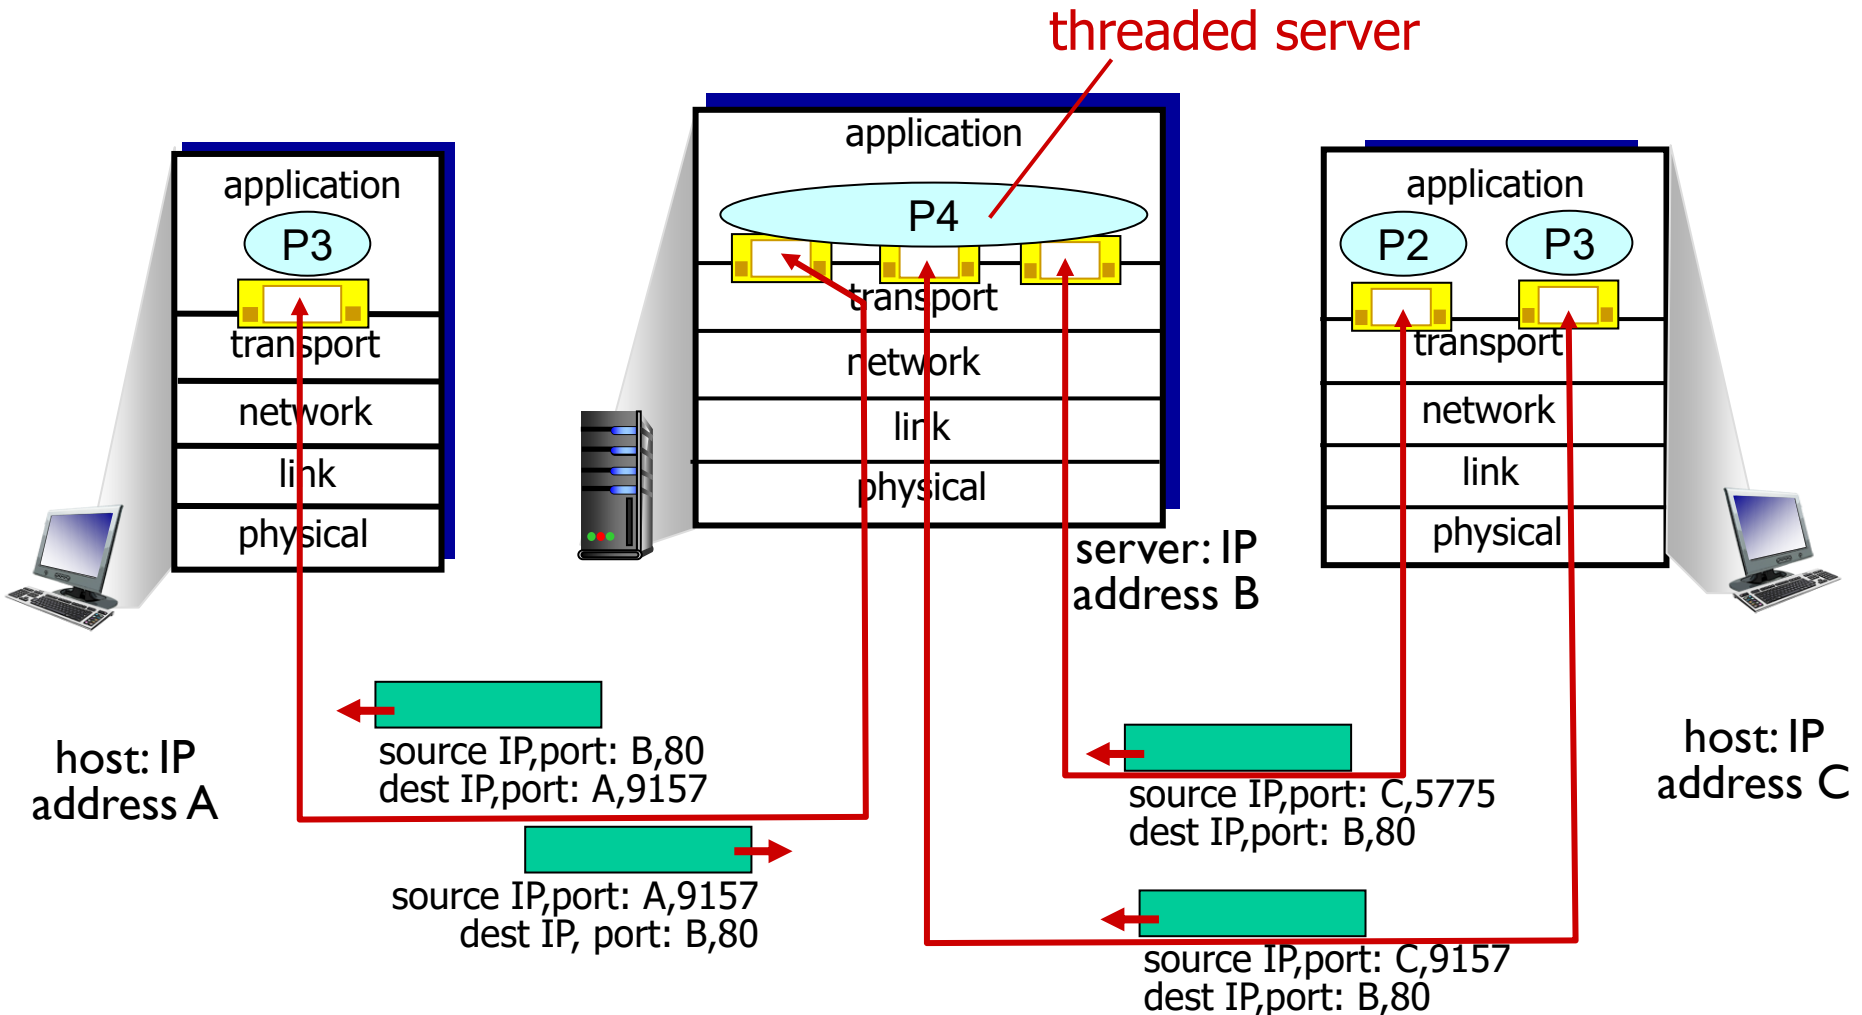 threaded server
application
P3
transport
network
link
physical
application
P4
transport
network
link
physical
application
P2
P3
transport
network
link
physical
server: IP
address B
host: IP
address A
source IP,port: B,80
dest IP,port: A,9157
source IP,port: A,9157
dest IP, port: B,80
source IP,port: C,5775
dest IP,port: B,80
source IP,port: C,9157
dest IP,port: B,80
host: IP
address C